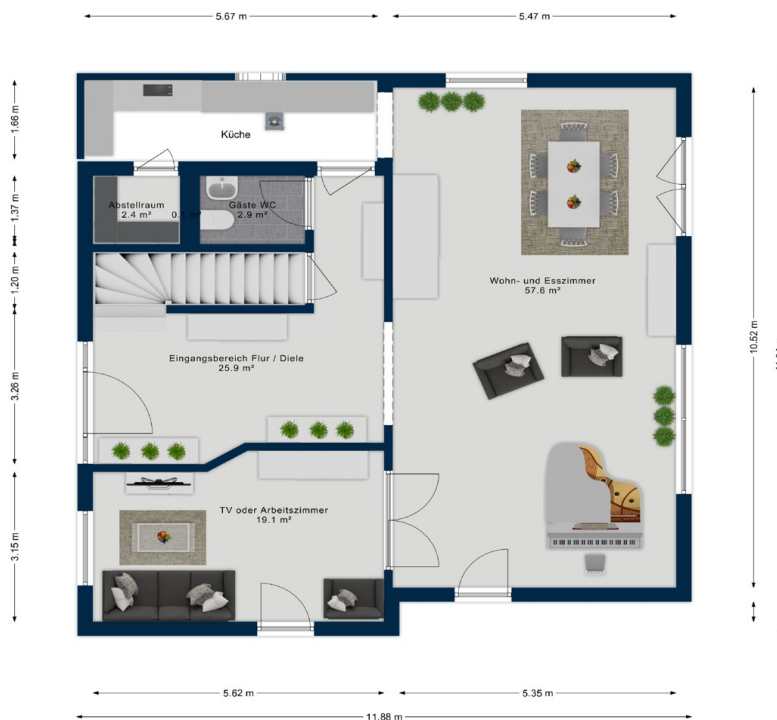 5.67 m
5.47 m
1.66 m
Küche
Abstellraum
2.4 m²
Gäste WC
2.9 m²
1.37 m
1.20 m
Wohn- und Esszimmer
57.6 m²
Eingangsbereich Flur / Diele
25.9 m²
3.26 m
10.52 m
TV oder Arbeitszimmer
19.1 m²
3.15 m
5.62 m
5.35 m
11.88 m